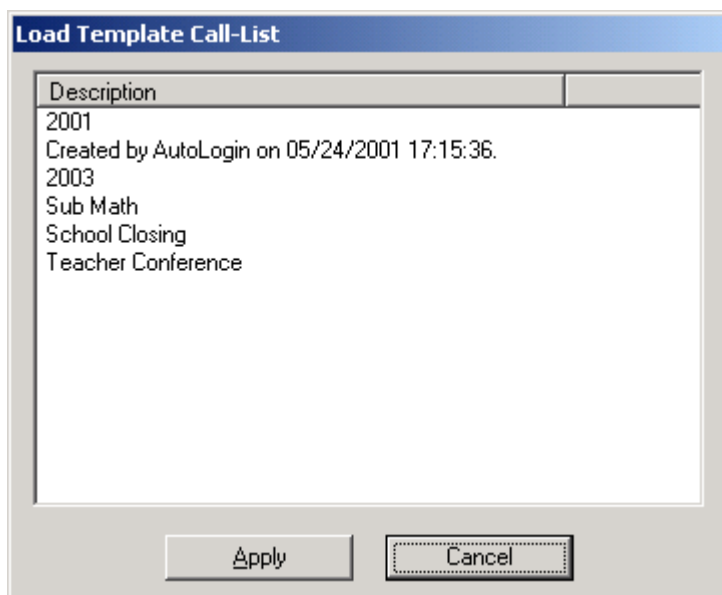 Load Template Call-List
Description
2001
Created by AutoLogin on 05/24/2001 17:15:36.
2003
Sub Math
School Closing
Teacher Conference
Apply Cancel